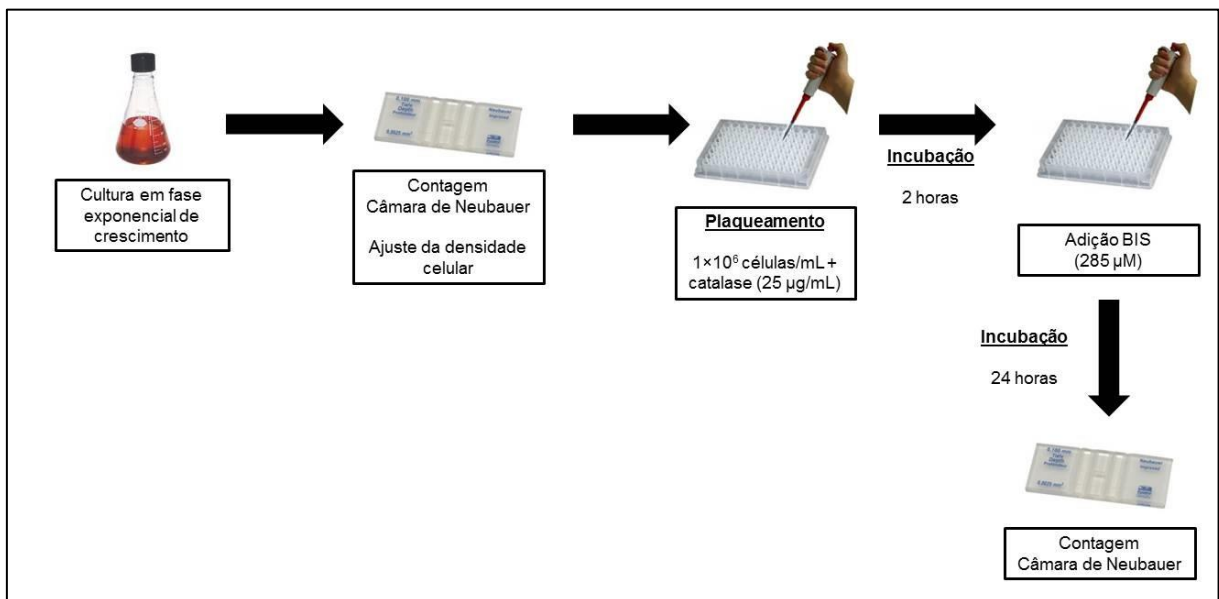 Cultura em fase
exponencial de
crescimento
Contagem
Câmara de Neubauer
Ajuste da densidade
celular
Plaqueamento
1×10⁶ células/mL +
catalase (25 µg/mL)
Incubação
2 horas
Adição BIS
(285 µM)
Incubação
24 horas
Contagem
Câmara de Neubauer